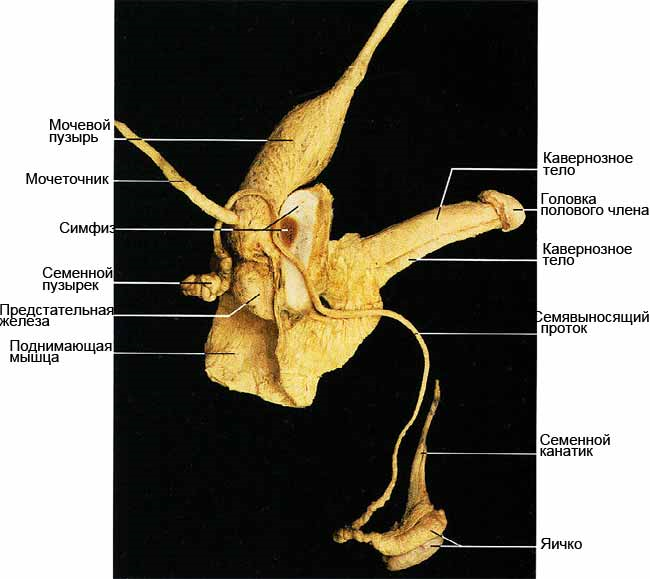 Мочевой
пузырь
Мочеточник
Симфиз
Семенной
пузырек
Предстательная
железа
Поднимающая
мышца
Кавернозное
тело
Головка
полового члена
Кавернозное
тело
Семявыносящий
проток
Семенной
канатик
Яичко